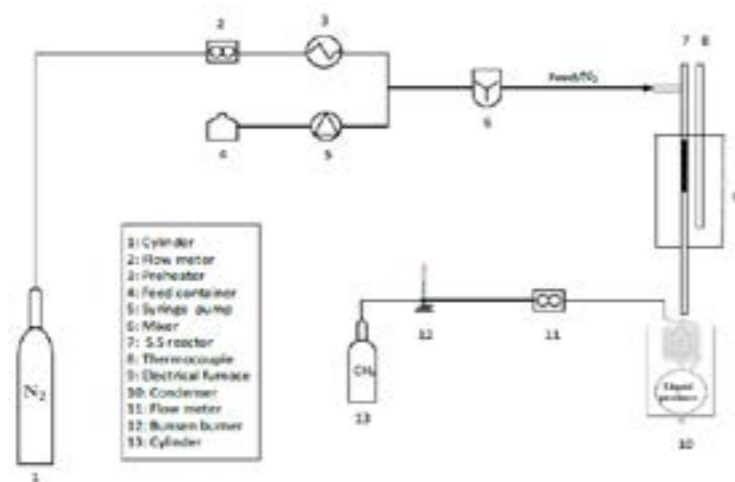 2
3
7 8
Feed/N₂
4
5
6
9
1: Cylinder
2: Flow meter
3: Preheater
4: Feed container
5: Syringe pump
6: Mixer
7: S.S reactor
8: Thermocouple
9: Electrical furnace
10: Condenser
11: Flow meter
12: Bunsen burner
13: Cylinder
N₂
1
CH₄
13
12
11
Liquid
product
10